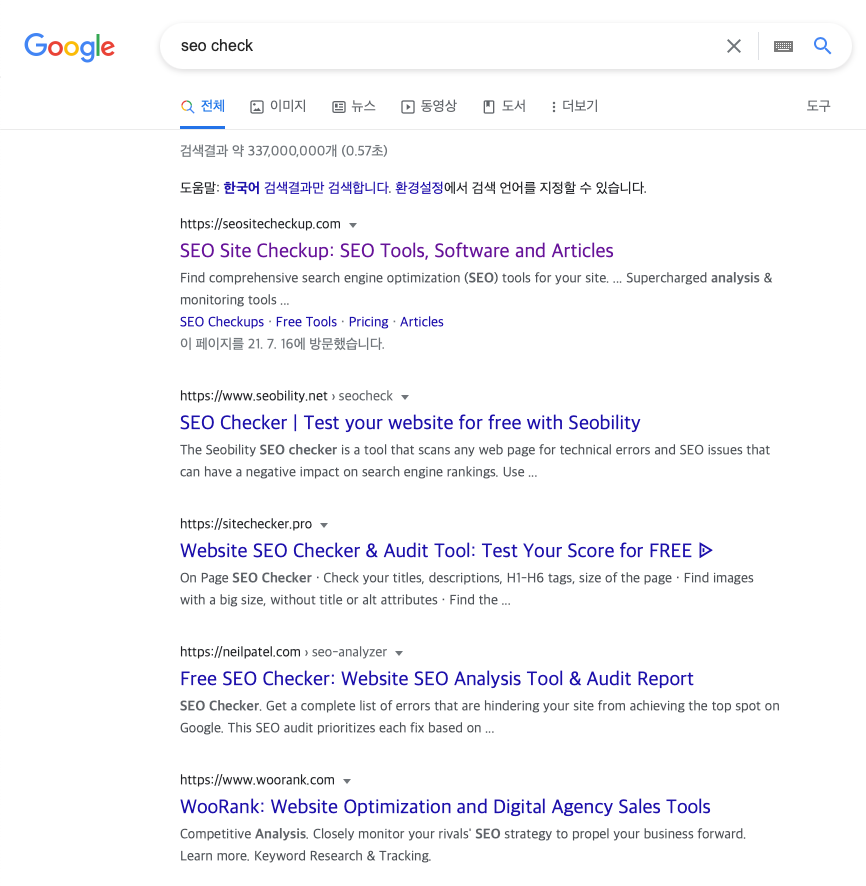 Google
seo check
전체 이미지 뉴스 동영상 도서 더보기 도구
검색결과 약 337,000,000개 (0.57초)
도움말: 한국어 검색결과만 검색합니다. 환경설정에서 검색 언어를 지정할 수 있습니다.
https://seositecheckup.com
SEO Site Checkup: SEO Tools, Software and Articles
Find comprehensive search engine optimization (SEO) tools for your site. ... Supercharged analysis &
monitoring tools ...
SEO Checkups · Free Tools · Pricing · Articles
이 페이지를 21. 7. 16에 방문했습니다.
https://www.seobility.net › seocheck
SEO Checker | Test your website for free with Seobility
The Seobility SEO checker is a tool that scans any web page for technical errors and SEO issues that
can have a negative impact on search engine rankings. Use ...
https://sitechecker.pro
Website SEO Checker & Audit Tool: Test Your Score for FREE ᐉ
On Page SEO Checker · Check your titles, descriptions, H1-H6 tags, size of the page · Find images
with a big size, without title or alt attributes · Find the ...
https://neilpatel.com › seo-analyzer
Free SEO Checker: Website SEO Analysis Tool & Audit Report
SEO Checker. Get a complete list of errors that are hindering your site from achieving the top spot on
Google. This SEO audit prioritizes each fix based on ...
https://www.woorank.com
WooRank: Website Optimization and Digital Agency Sales Tools
Competitive Analysis. Closely monitor your rivals' SEO strategy to propel your business forward.
Learn more. Keyword Research & Tracking.